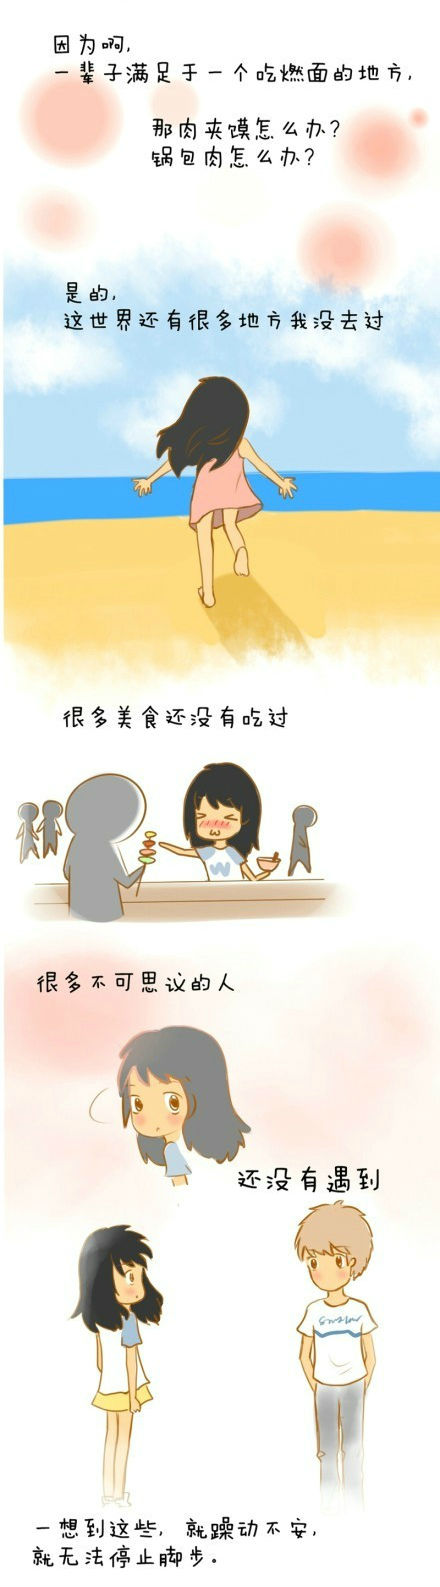 因为啊,
一辈子满足于一个吃燃面的地方,
那肉夹馍怎么办?
锅包肉怎么办?
是的,
这世界还有很多地方我没去过
很多美食还没有吃过
W
很多不可思议的人
还没有遇到
一想到这些, 就躁动不安,
就无法停止脚步。